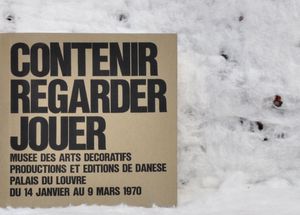 CONTENIR
REGARDER
JOUER
MUSEE DES ARTS DECORATIFS
PRODUCTIONS ET EDITIONS DE DANESE
PALAIS DU LOUVRE
DU 14 JANVIER AU 9 MARS 1970